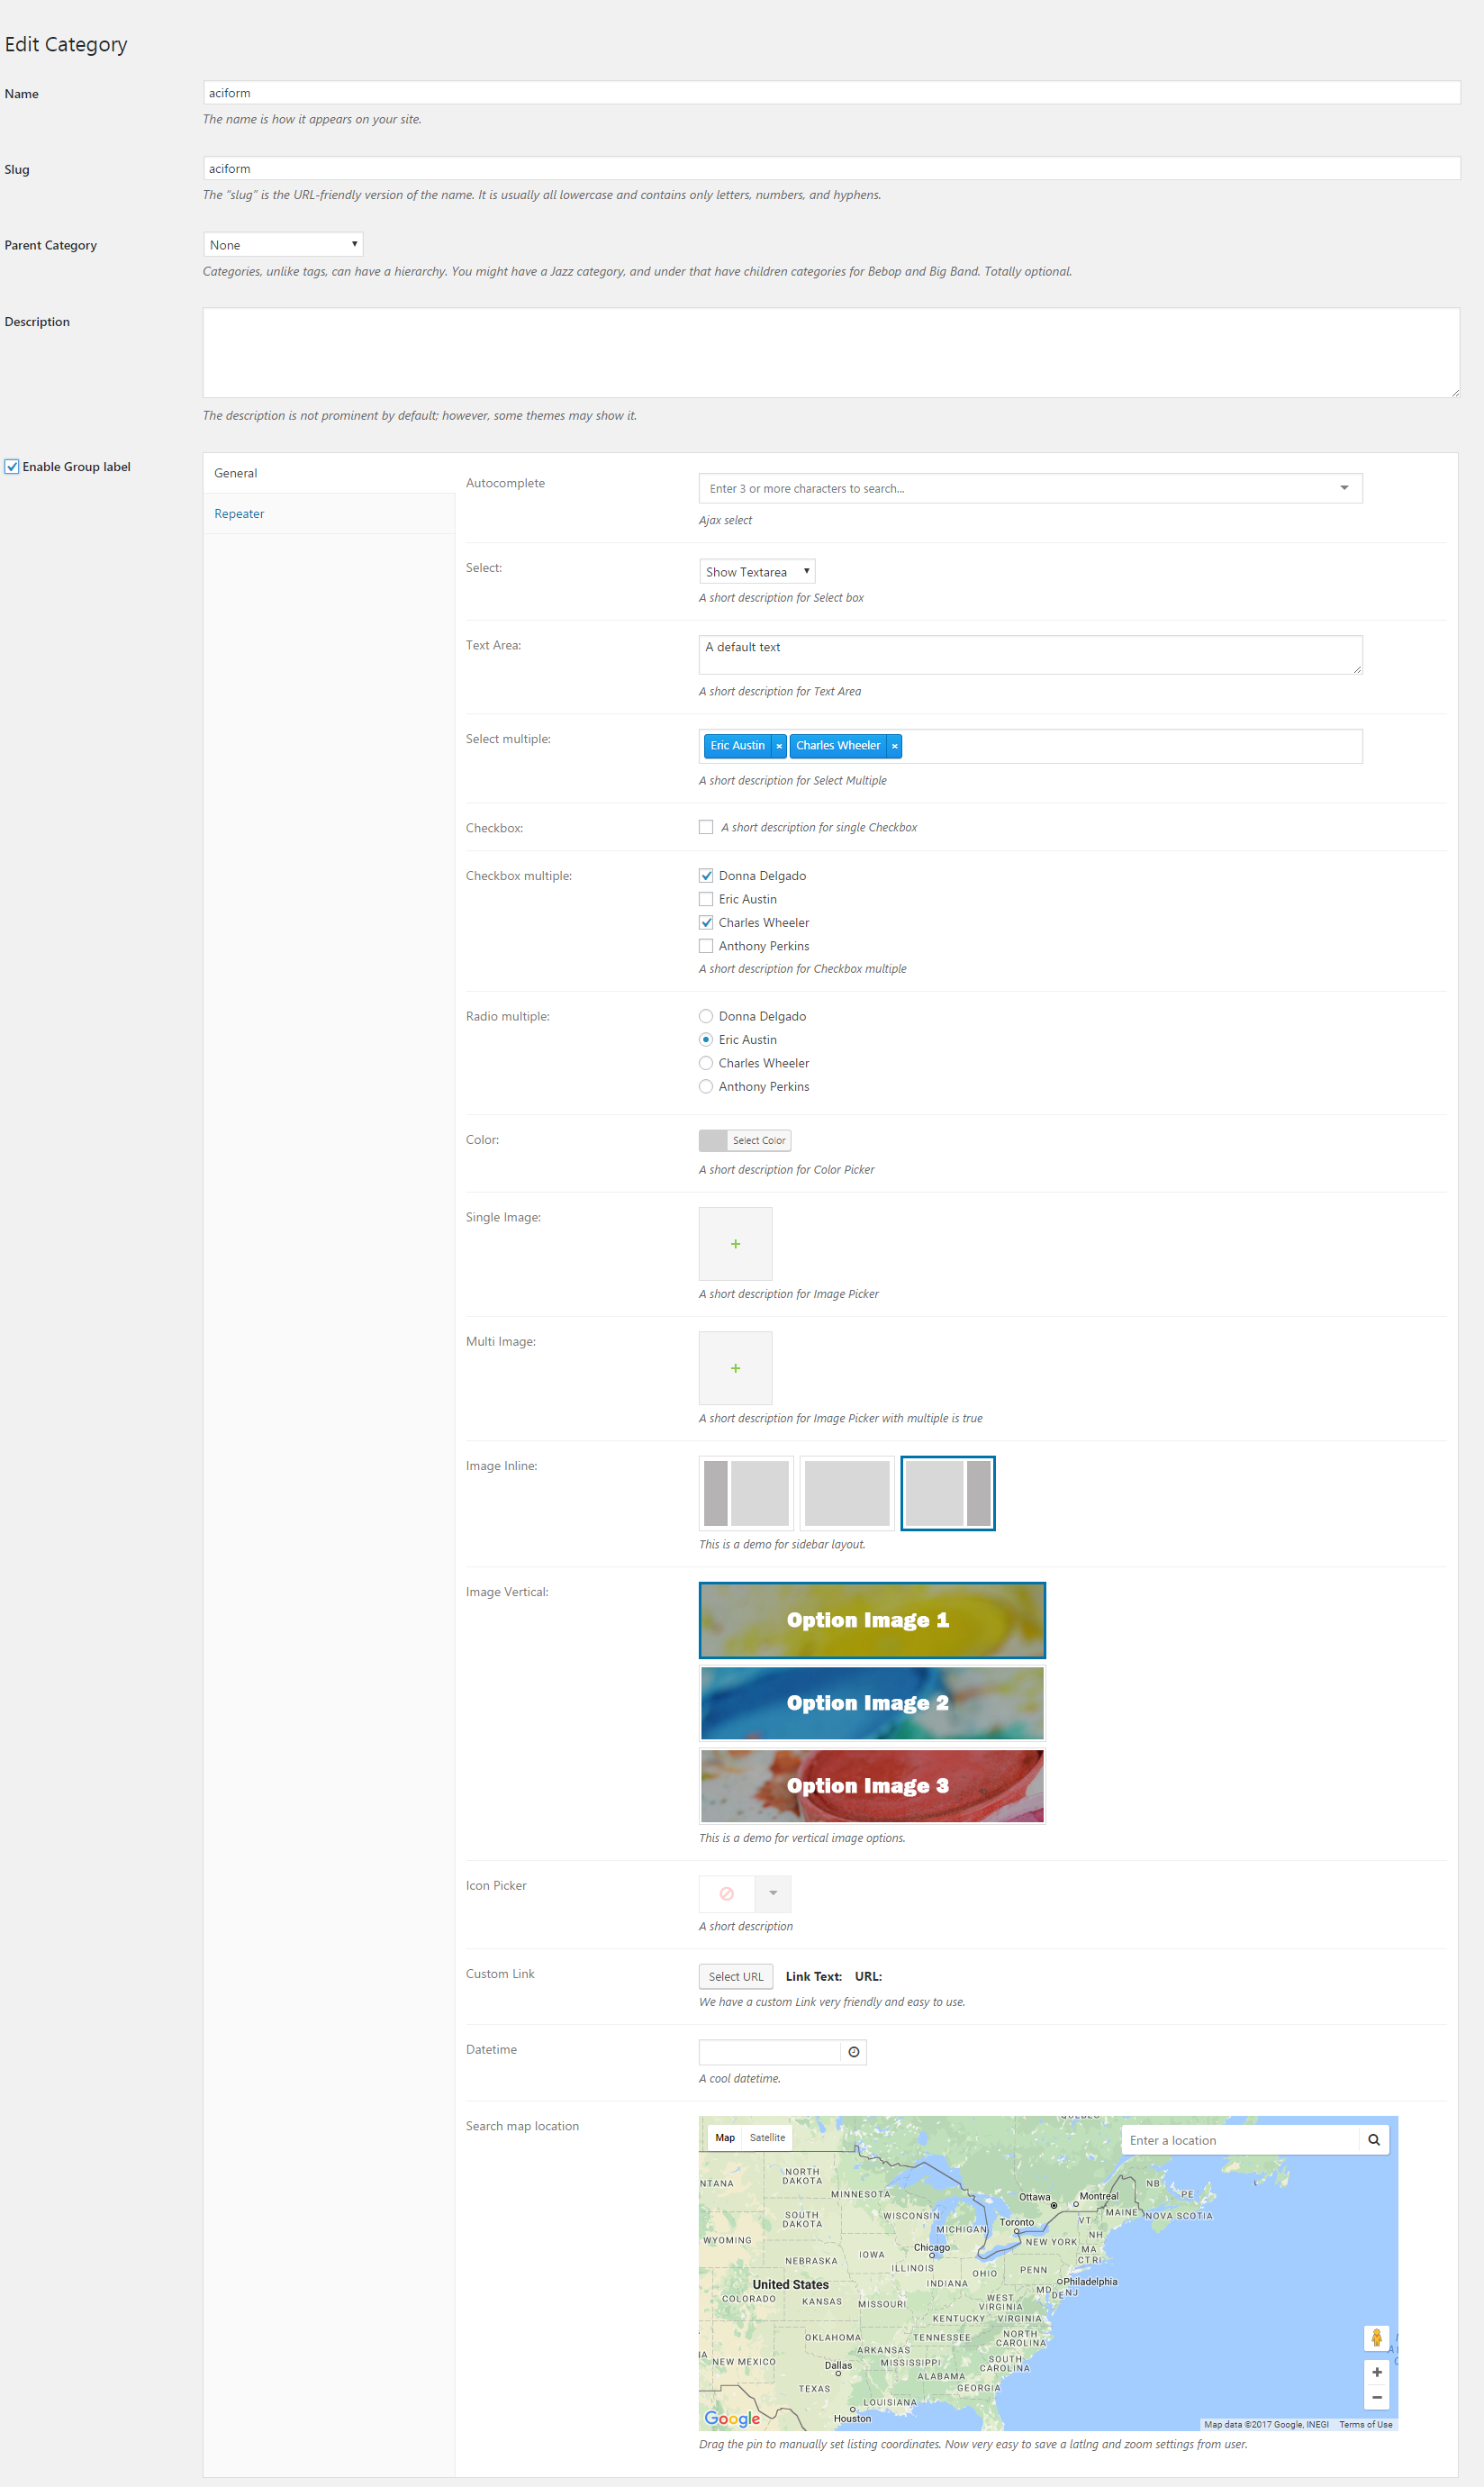 Edit Category
Name
aciform
The name is how it appears on your site.
Slug
aciform
The “slug” is the URL-friendly version of the name. It is usually all lowercase and contains only letters, numbers, and hyphens.
Parent Category
None
Categories, unlike tags, can have a hierarchy. You might have a Jazz category, and under that have children categories for Bebop and Big Band. Totally optional.
Description
The description is not prominent by default; however, some themes may show it.
Enable Group label
General
Repeater
Autocomplete
Enter 3 or more characters to search...
Ajax select
Select:
Show Textarea
A short description for Select box
Text Area:
A default text
A short description for Text Area
Select multiple:
Eric Austin × Charles Wheeler ×
A short description for Select Multiple
Checkbox:
A short description for single Checkbox
Checkbox multiple:
Donna Delgado
Eric Austin
Charles Wheeler
Anthony Perkins
A short description for Checkbox multiple
Radio multiple:
Donna Delgado
Eric Austin
Charles Wheeler
Anthony Perkins
Color:
Select Color
A short description for Color Picker
Single Image:
+
A short description for Image Picker
Multi Image:
+
A short description for Image Picker with multiple is true
Image Inline:
This is a demo for sidebar layout.
Image Vertical:
Option Image 1
Option Image 2
Option Image 3
This is a demo for vertical image options.
Icon Picker
A short description
Custom Link
Select URL Link Text: URL:
We have a custom Link very friendly and easy to use.
Datetime
A cool datetime.
Search map location
Map Satellite
Enter a location
NTANA
NORTH
DAKOTA
MINNESOTA
Ottawa
Montreal
NB
PE
SOUTH
DAKOTA
WISCONSIN
MICHIGAN
Toronto
VT
MAINE
NOVA SCOTIA
NH
WYOMING
Chicago
NEW YORK
MA
CT RI
IOWA
NEBRASKA
ILLINOIS
OHIO
PENN
Philadelphia
United States
INDIANA
MD
DE NJ
COLORADO
KANSAS
MISSOURI
WEST
VIRGINIA
KENTUCKY
VIRGINIA
OKLAHOMA
TENNESSEE
NORTH
CAROLINA
ARKANSAS
NEW MEXICO
Dallas
MISSISSIPPI
SOUTH
CAROLINA
ALABAMA
TEXAS
GEORGIA
LOUISIANA
Houston
+
−
Google
Map data ©2017 Google, INEGI Terms of Use
Drag the pin to manually set listing coordinates. Now very easy to save a latlng and zoom settings from user.